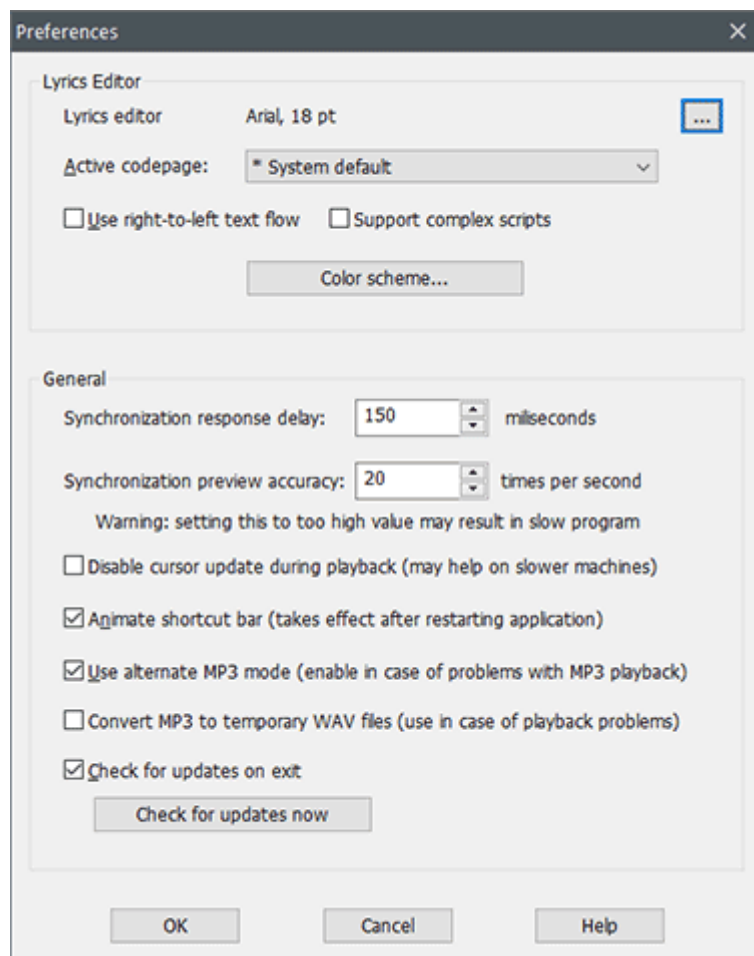 Preferences
Lyrics Editor
Lyrics editor Arial, 18 pt ...
Active codepage: * System default
Use right-to-left text flow Support complex scripts
Color scheme...
General
Synchronization response delay: 150 miliseconds
Synchronization preview accuracy: 20 times per second
Warning: setting this to too high value may result in slow program
Disable cursor update during playback (may help on slower machines)
Animate shortcut bar (takes effect after restarting application)
Use alternate MP3 mode (enable in case of problems with MP3 playback)
Convert MP3 to temporary WAV files (use in case of playback problems)
Check for updates on exit
Check for updates now
OK Cancel Help